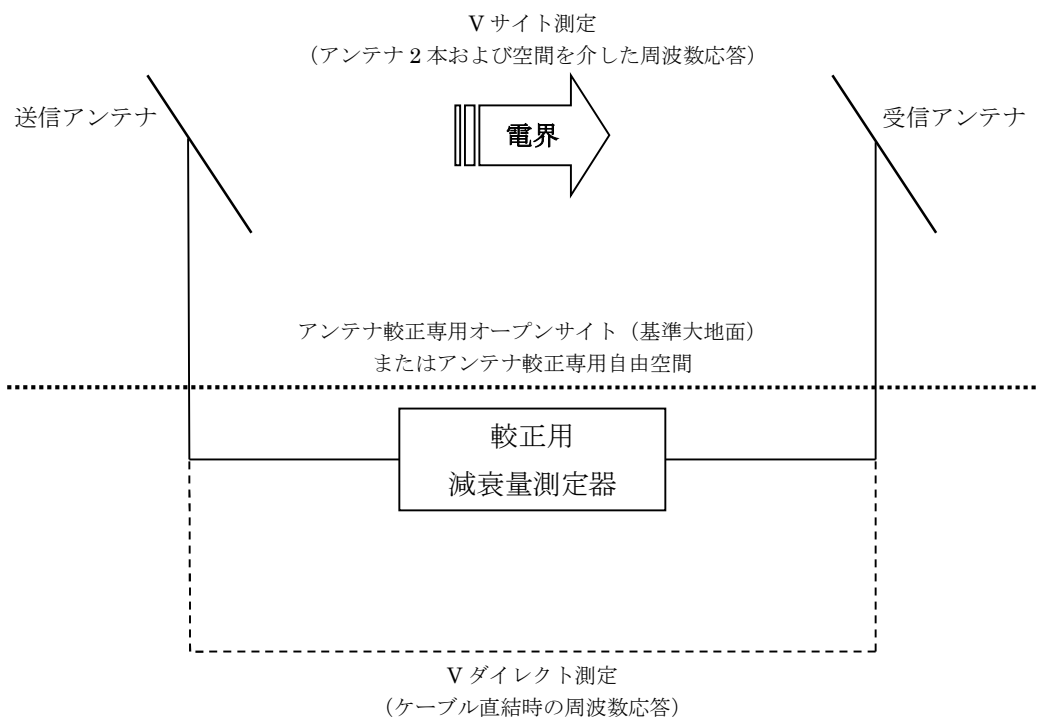 V サイト測定
（アンテナ 2 本および空間を介した周波数応答）
送信アンテナ
電界
受信アンテナ
アンテナ較正専用オープンサイト（基準大地面）
またはアンテナ較正専用自由空間
較正用
減衰量測定器
V ダイレクト測定
（ケーブル直結時の周波数応答）